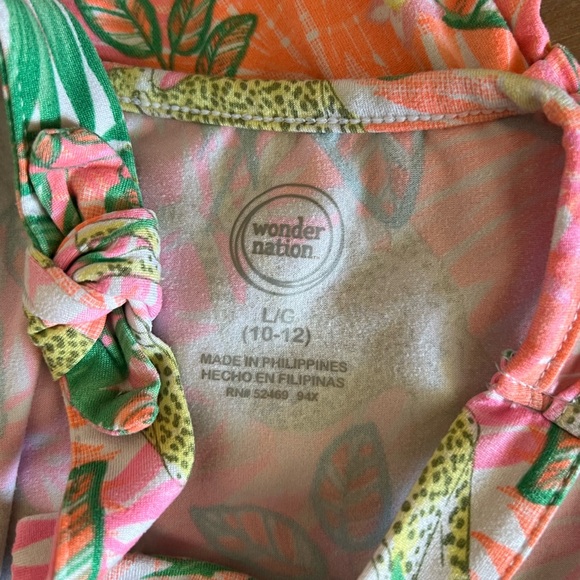 wonder
nation
L/G
(10-12)
MADE IN PHILIPPINES
HECHO EN FILIPINAS
RN# 52469 94X